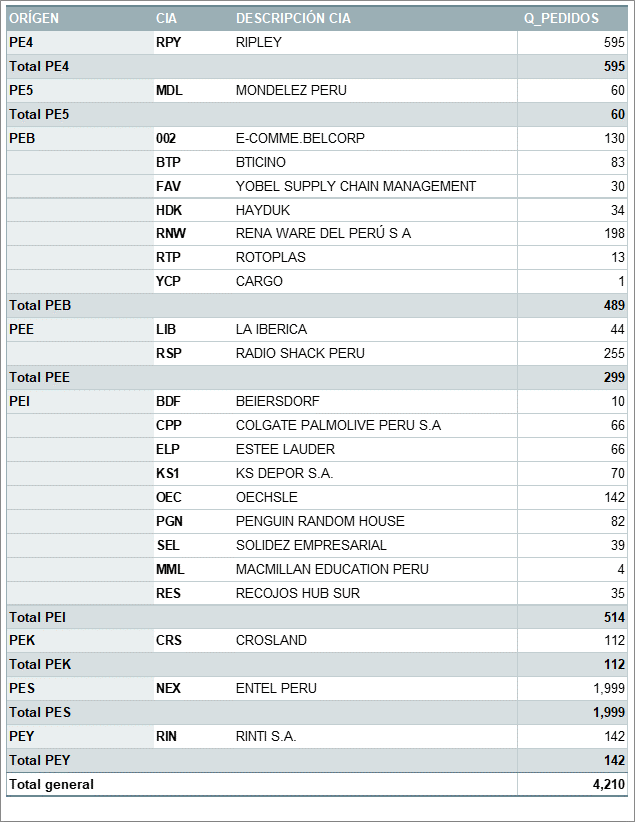 ORÍGEN CIA DESCRIPCIÓN CIA Q_PEDIDOS
PE4 RPY RIPLEY 595
Total PE4 595
PE5 MDL MONDELEZ PERU 60
Total PE5 60
PEB 002 E-COMME.BELCORP 130
BTP BTICINO 83
FAV YOBEL SUPPLY CHAIN MANAGEMENT 30
HDK HAYDUK 34
RNW RENA WARE DEL PERÚ S A 198
RTP ROTOPLAS 13
YCP CARGO 1
Total PEB 489
PEE LIB LA IBERICA 44
RSP RADIO SHACK PERU 255
Total PEE 299
PEI BDF BEIERSDORF 10
CPP COLGATE PALMOLIVE PERU S.A 66
ELP ESTEE LAUDER 66
KS1 KS DEPOR S.A. 70
OEC OECHSLE 142
PGN PENGUIN RANDOM HOUSE 82
SEL SOLIDEZ EMPRESARIAL 39
MML MACMILLAN EDUCATION PERU 4
RES RECOJOS HUB SUR 35
Total PEI 514
PEK CRS CROSLAND 112
Total PEK 112
PES NEX ENTEL PERU 1,999
Total PES 1,999
PEY RIN RINTI S.A. 142
Total PEY 142
Total general 4,210